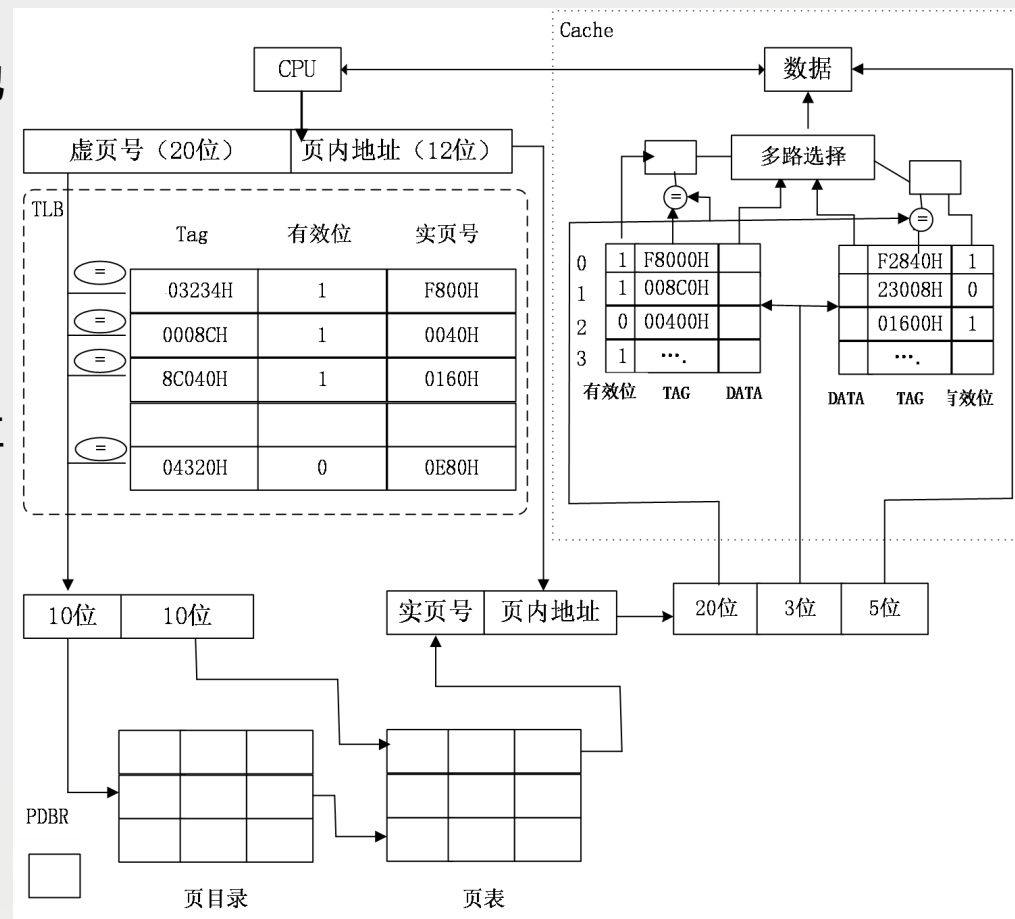 Cache
CPU
数据
虚页号（20位）
页内地址（12位）
多路选择
TLB
Tag 有效位 实页号
=
=
=
=
=
=
03234H 1 F800H
0008CH 1 0040H
8C040H 1 0160H
04320H 0 0E80H
0 1 F8000H
1 1 008C0H
2 0 00400H
3 1 ….
有效位 TAG DATA
F2840H 1
23008H 0
01600H 1
….
DATA TAG 有效位
10位 10位
实页号 页内地址
20位 3位 5位
PDBR
页目录
页表